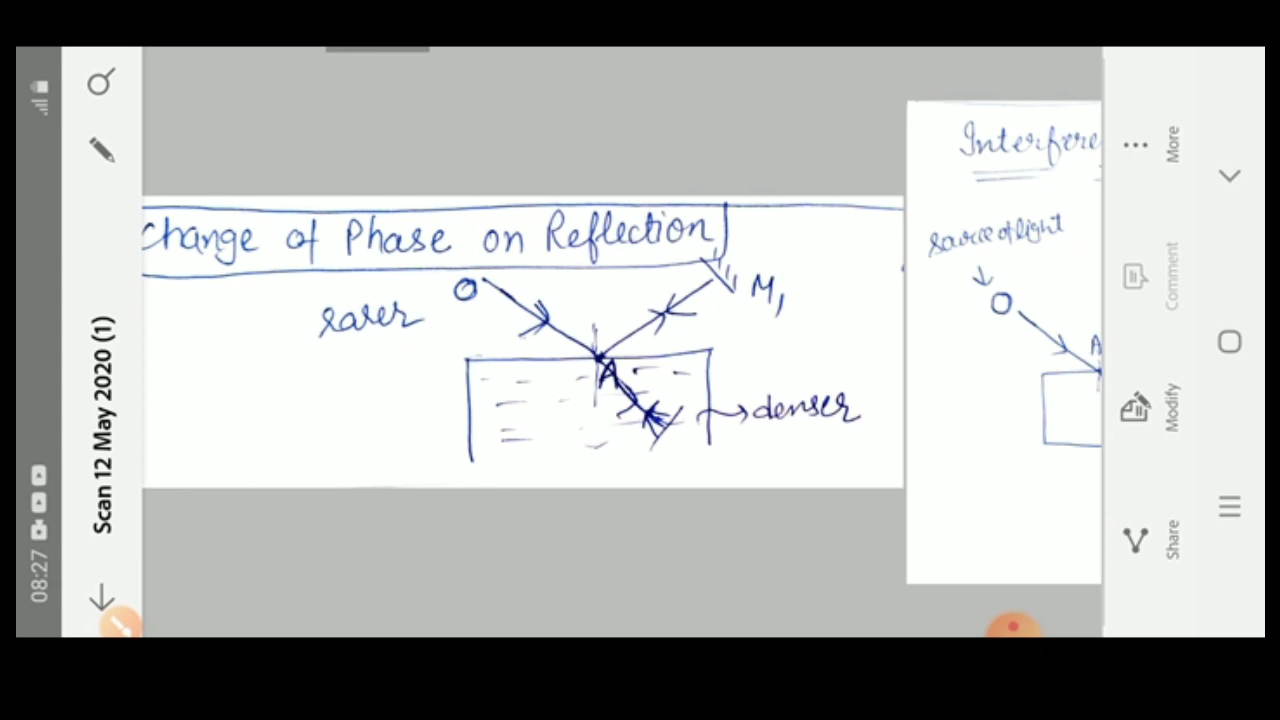 08:27
Scan 12 May 2020 (1)
Change of Phase on Reflection
rarer
M1
A
denser
Interfere
source of light
A
More
Comment
Modify
Share